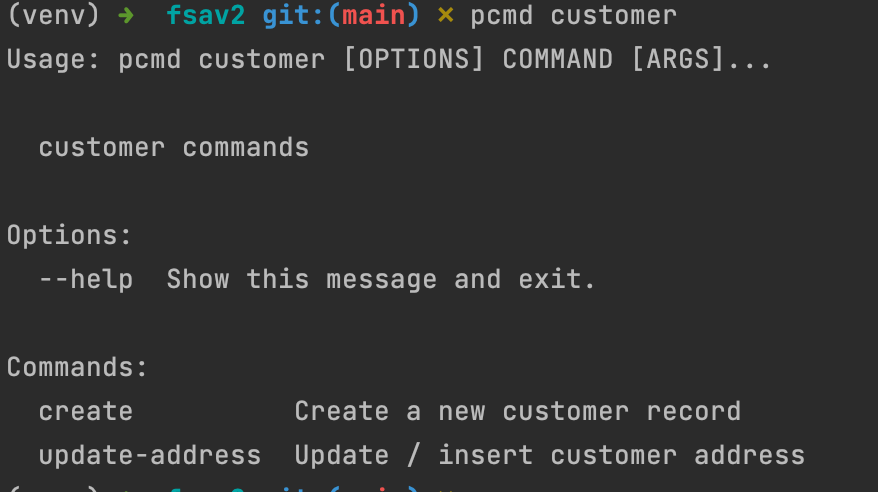 (venv) ➜ fsav2 git:(main) ✗ pcmd customer
Usage: pcmd customer [OPTIONS] COMMAND [ARGS]...
customer commands
Options:
--help Show this message and exit.
Commands:
create Create a new customer record
update-address Update / insert customer address